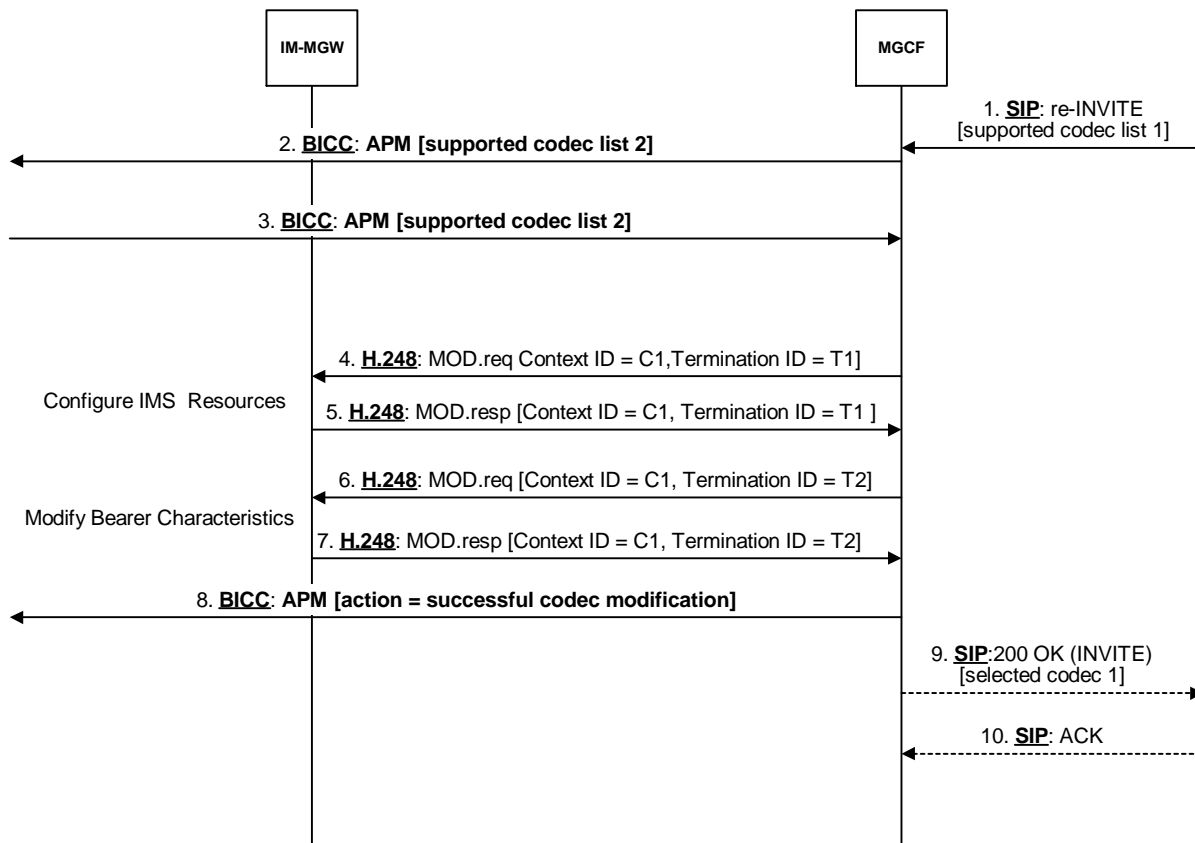 IM-MGW
MGCF
1. SIP: re-INVITE
[supported codec list 1]
2. BICC: APM [supported codec list 2]
3. BICC: APM [supported codec list 2]
4. H.248: MOD.req Context ID = C1,Termination ID = T1]
Configure IMS Resources
5. H.248: MOD.resp [Context ID = C1, Termination ID = T1 ]
6. H.248: MOD.req [Context ID = C1, Termination ID = T2]
Modify Bearer Characteristics
7. H.248: MOD.resp [Context ID = C1, Termination ID = T2]
8. BICC: APM [action = successful codec modification]
9. SIP:200 OK (INVITE)
[selected codec 1]
10. SIP: ACK